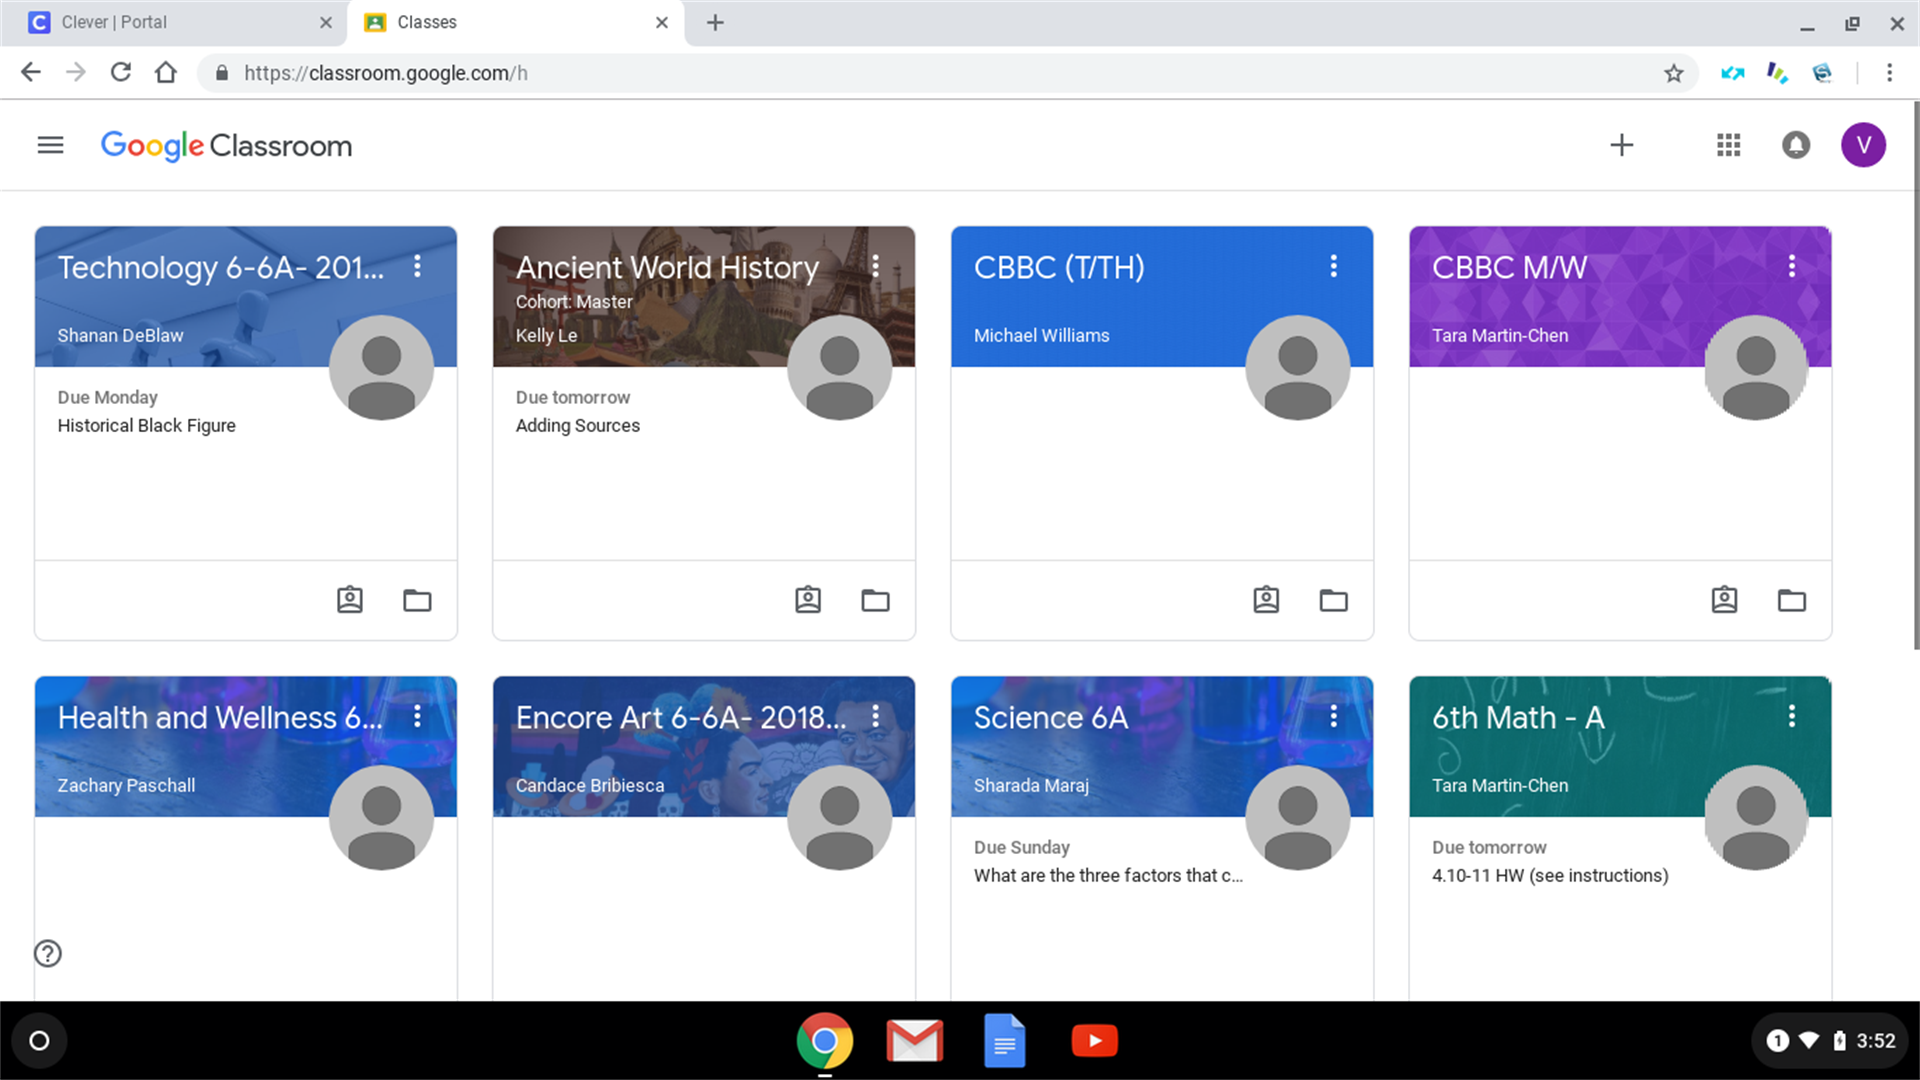 Clever | Portal
Classes
https://classroom.google.com/h
Google Classroom
V
Technology 6-6A- 201...
Shanan DeBlaw
Due Monday
Historical Black Figure
Ancient World History
Cohort: Master
Kelly Le
Due tomorrow
Adding Sources
CBBC (T/TH)
Michael Williams
CBBC M/W
Tara Martin-Chen
Health and Wellness 6...
Zachary Paschall
Encore Art 6-6A- 2018...
Candace Bribiesca
Science 6A
Sharada Maraj
Due Sunday
What are the three factors that c...
6th Math - A
Tara Martin-Chen
Due tomorrow
4.10-11 HW (see instructions)
1 3:52